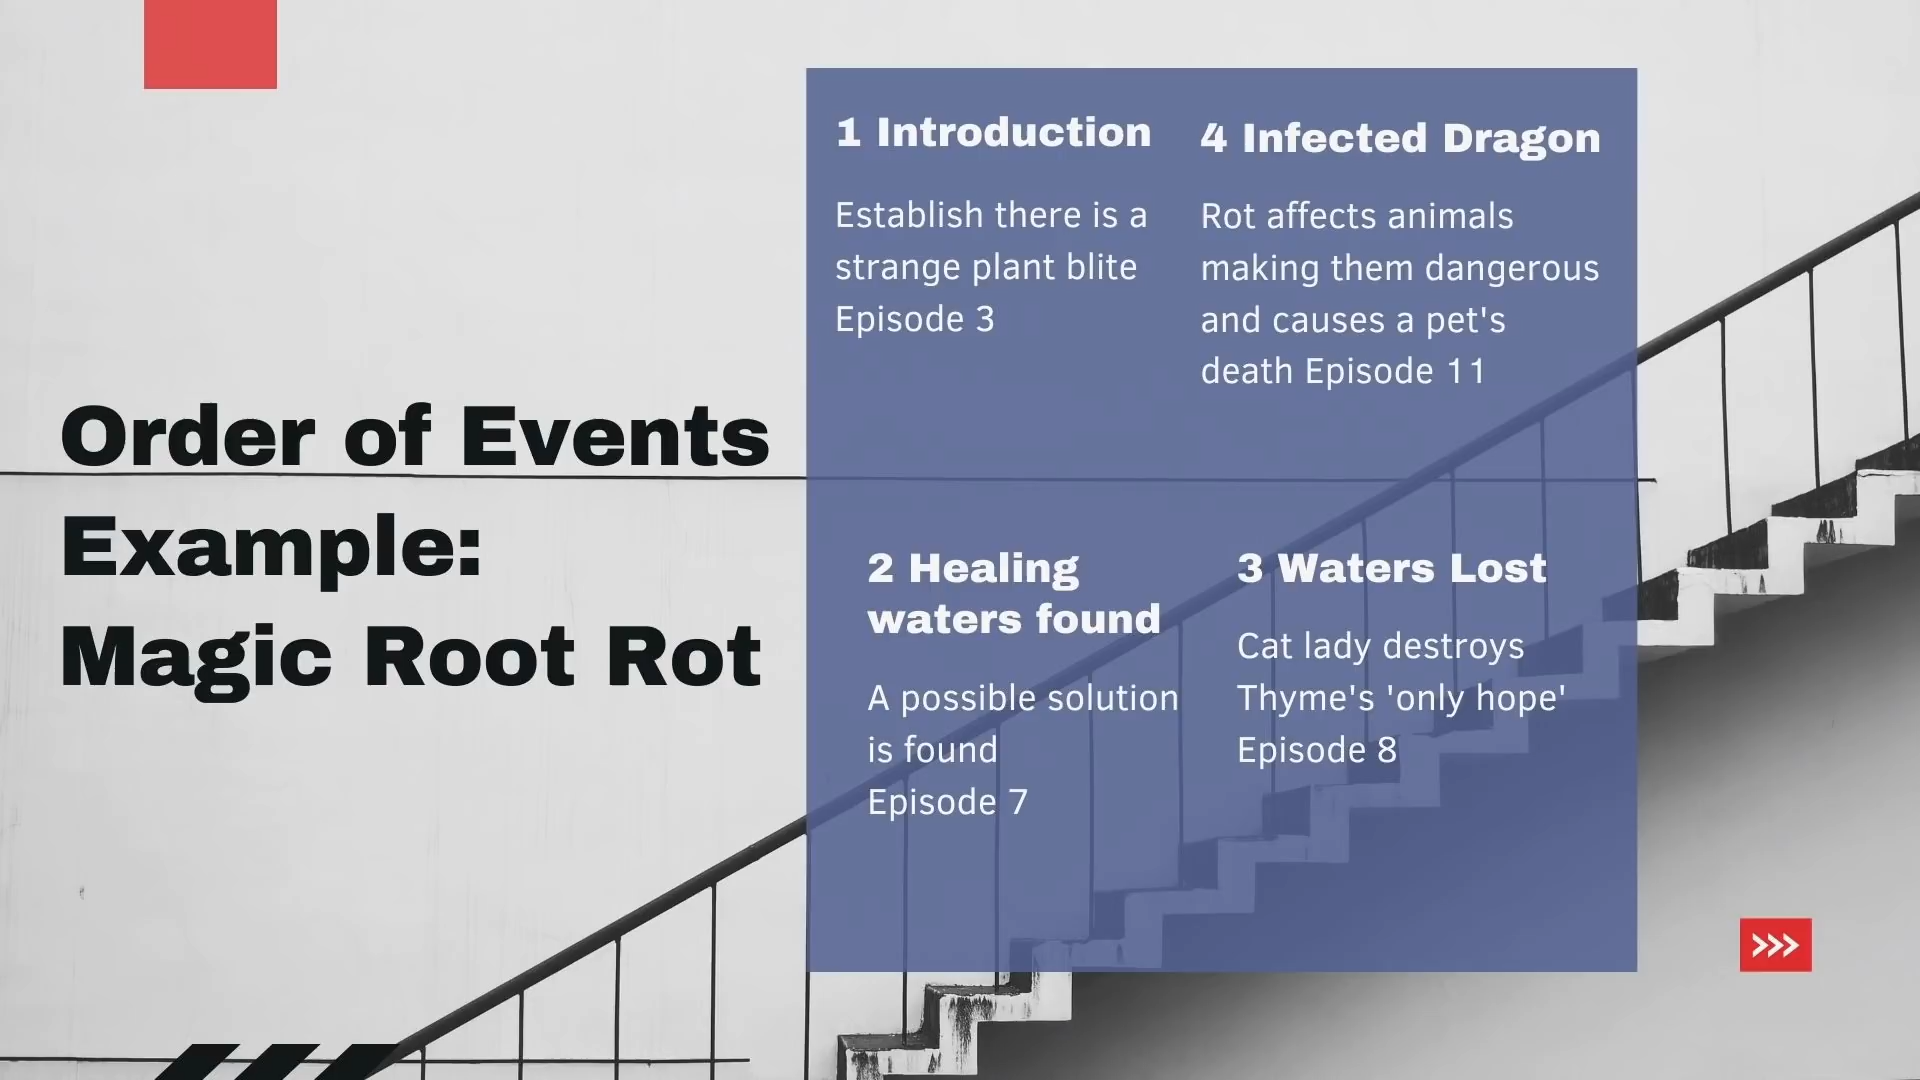 Order of Events
Example:
Magic Root Rot
1 Introduction
Establish there is a
strange plant blite
Episode 3
2 Healing
waters found
A possible solution
is found
Episode 7
3 Waters Lost
Cat lady destroys
Thyme's 'only hope'
Episode 8
4 Infected Dragon
Rot affects animals
making them dangerous
and causes a pet's
death Episode 11